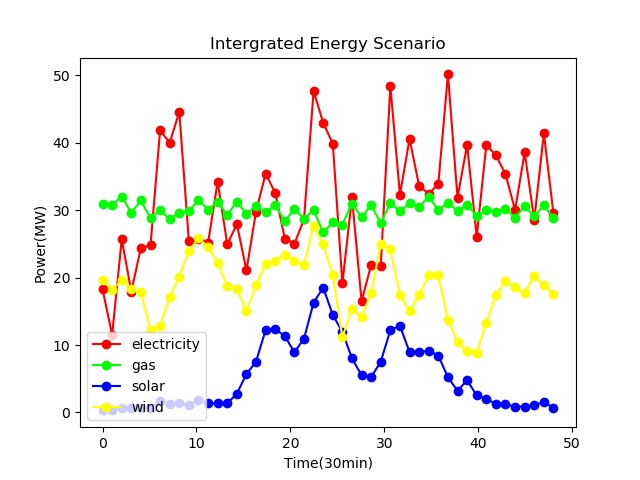 Intergrated Energy Scenario
50
40
30
20
10
0
Power(MW)
electricity
gas
solar
wind
0 10 20 30 40 50
Time(30min)